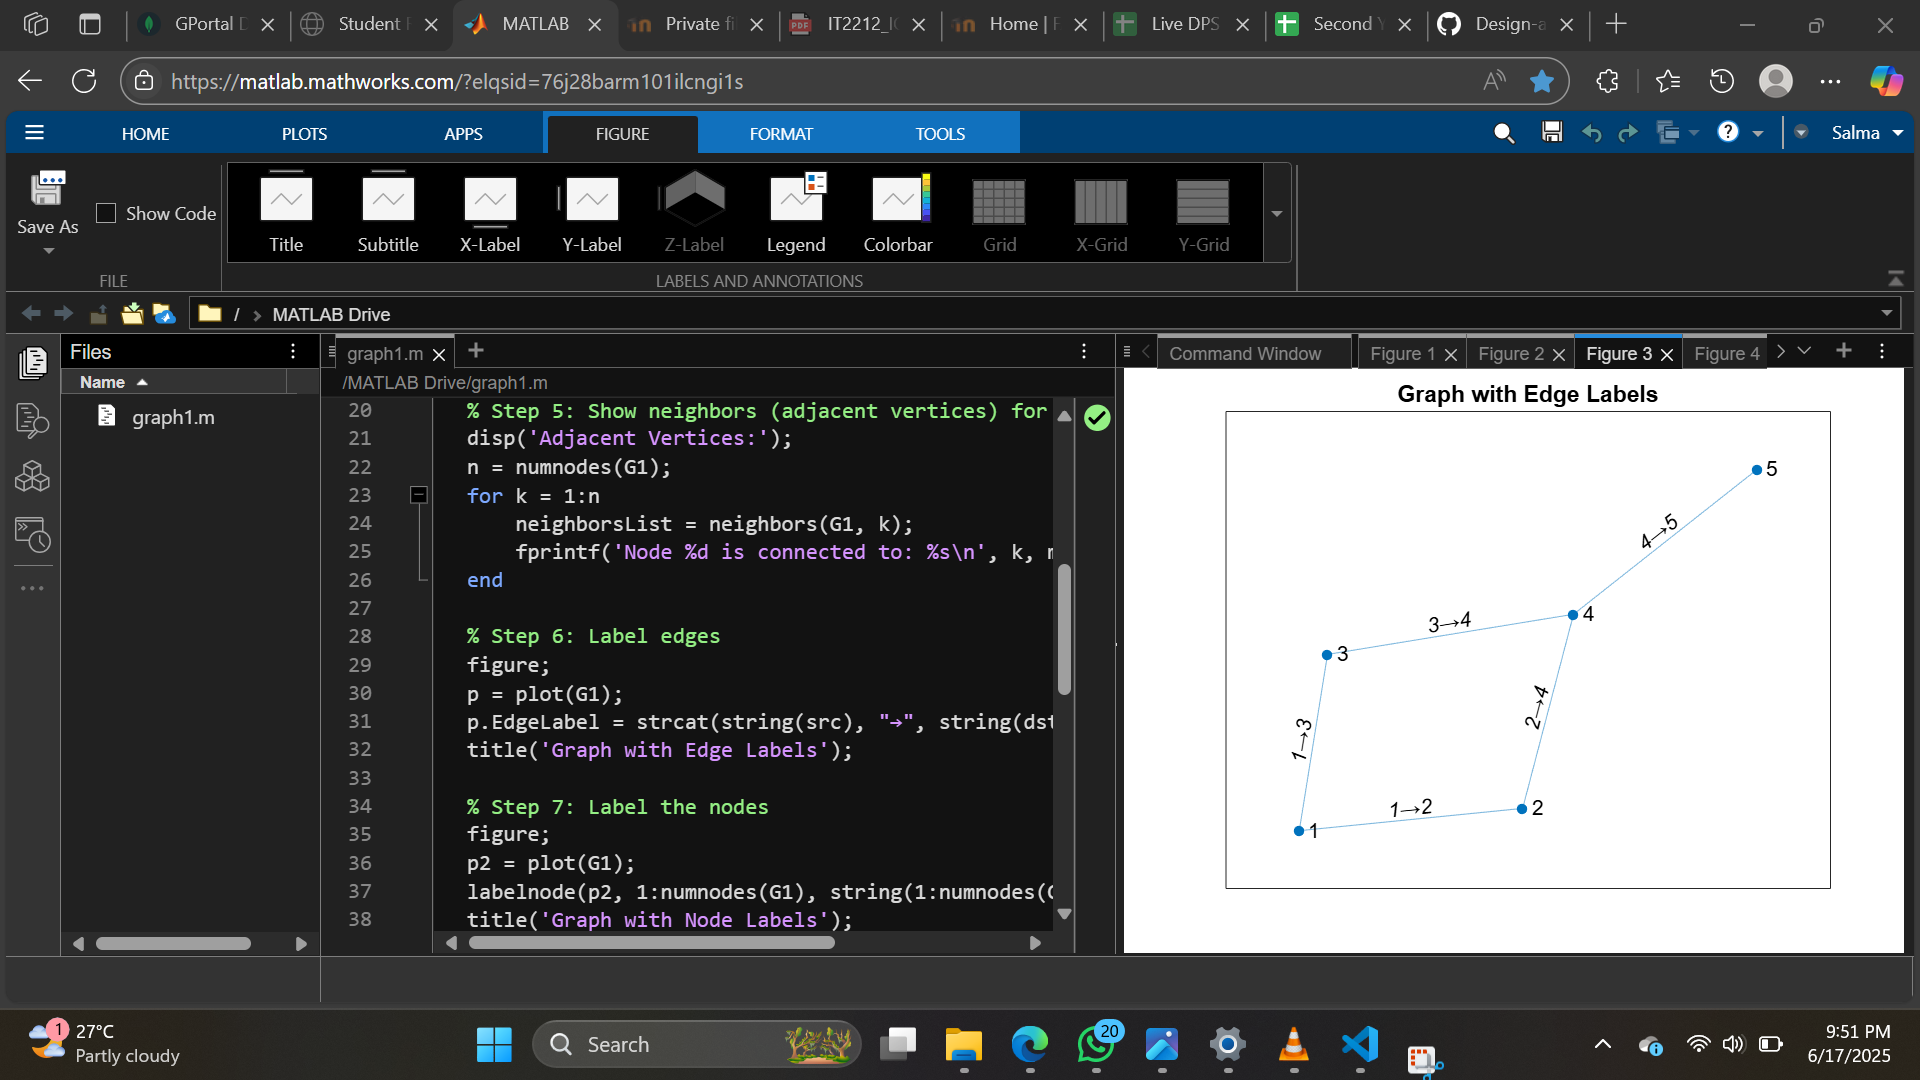 GPortal D
Student F
MATLAB
Private fi
IT2212_I
Home | F
Live DPS
Second Y
Design-a
https://matlab.mathworks.com/?elqsid=76j28barm101ilcngi1s
HOME
PLOTS
APPS
FIGURE
FORMAT
TOOLS
Salma
Save As
Show Code
FILE
Title
Subtitle
X-Label
Y-Label
Z-Label
Legend
Colorbar
Grid
X-Grid
Y-Grid
LABELS AND ANNOTATIONS
/ > MATLAB Drive
Files
Name
graph1.m
graph1.m
/MATLAB Drive/graph1.m
20 % Step 5: Show neighbors (adjacent vertices) for
21 disp('Adjacent Vertices:');
22 n = numnodes(G1);
23 for k = 1:n
24 neighborsList = neighbors(G1, k);
25 fprintf('Node %d is connected to: %s\n', k,
26 end
27
28 % Step 6: Label edges
29 figure;
30 p = plot(G1);
31 p.EdgeLabel = strcat(string(src), "→", string(dst
32 title('Graph with Edge Labels');
33
34 % Step 7: Label the nodes
35 figure;
36 p2 = plot(G1);
37 labelnode(p2, 1:numnodes(G1), string(1:numnodes(G
38 title('Graph with Node Labels');
Command Window
Figure 1
Figure 2
Figure 3
Figure 4
Graph with Edge Labels
5
4→5
4
3→4
3
2→4
1→3
1→2
2
1
1
27°C
Partly cloudy
Search
20
9:51 PM
6/17/2025